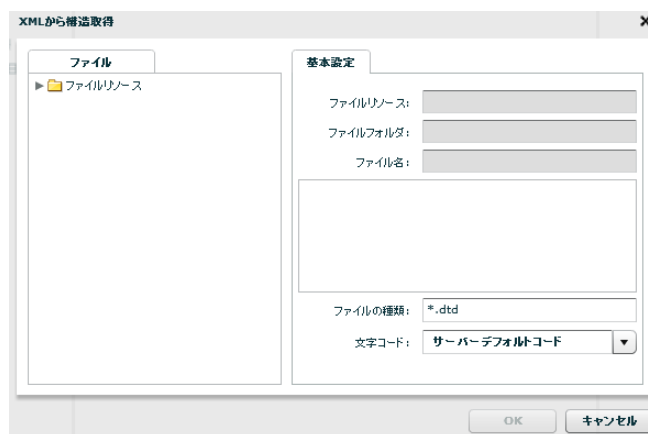 XMLから構造取得
ファイル
ファイルリソース
基本設定
ファイルリソース:
ファイルフォルダ:
ファイル名:
ファイルの種類: *.dtd
文字コード: サーバーデフォルトコード
OK キャンセル